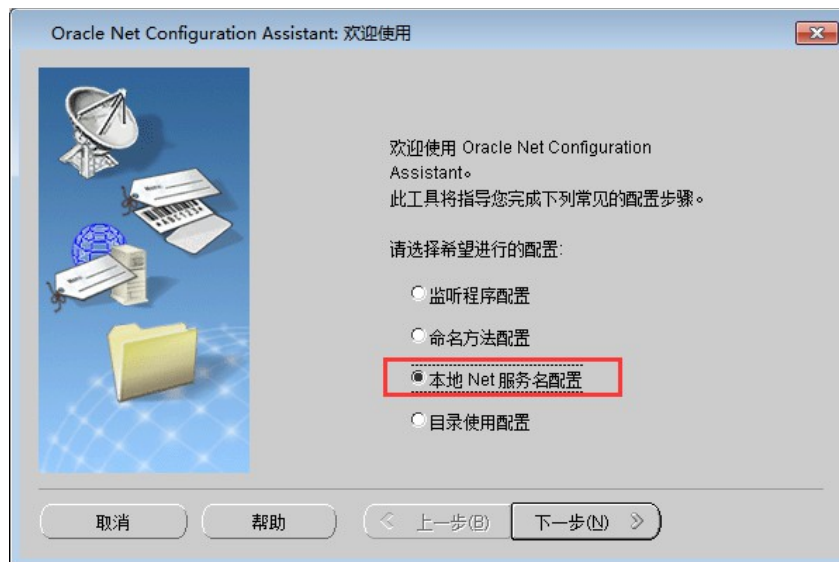 Oracle Net Configuration Assistant: 欢迎使用
欢迎使用 Oracle Net Configuration
Assistant。
此工具将指导您完成下列常见的配置步骤。
请选择希望进行的配置:
监听程序配置
命名方法配置
本地 Net 服务名配置
目录使用配置
取消
帮助
上一步(B)
下一步(N)